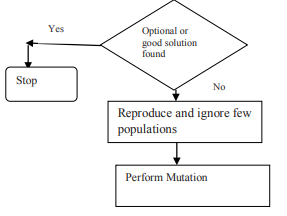 Yes
Optional or
good solution
found
Stop
No
Reproduce and ignore few
populations
Perform Mutation